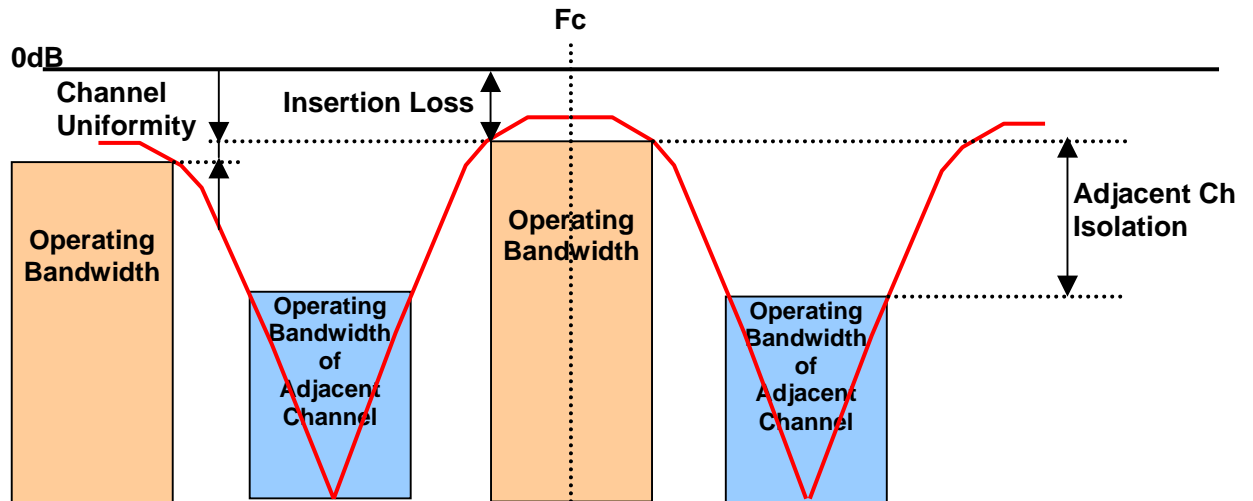 Fc
0dB
Channel
Uniformity
Insertion Loss
Adjacent Ch
Isolation
Operating
Bandwidth
Operating
Bandwidth
of
Adjacent
Channel
Operating
Bandwidth
Operating
Bandwidth
of
Adjacent
Channel